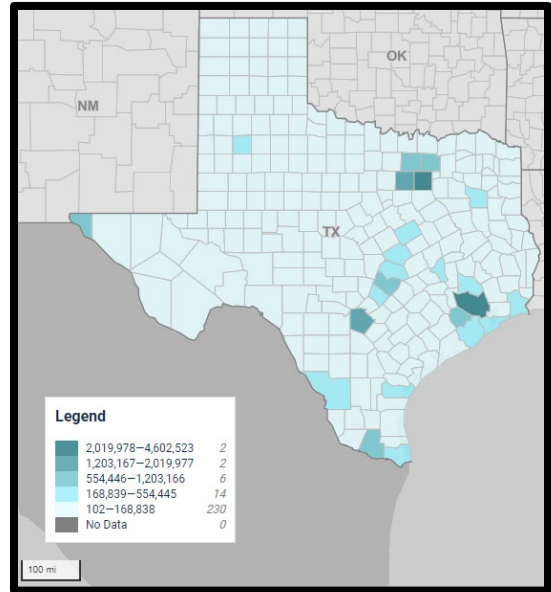 OK
NM
TX
Legend
2,019,978–4,602,523 2
1,203,167–2,019,977 2
554,446–1,203,166 6
168,839–554,445 14
102–168,838 230
No Data 0
100 mi